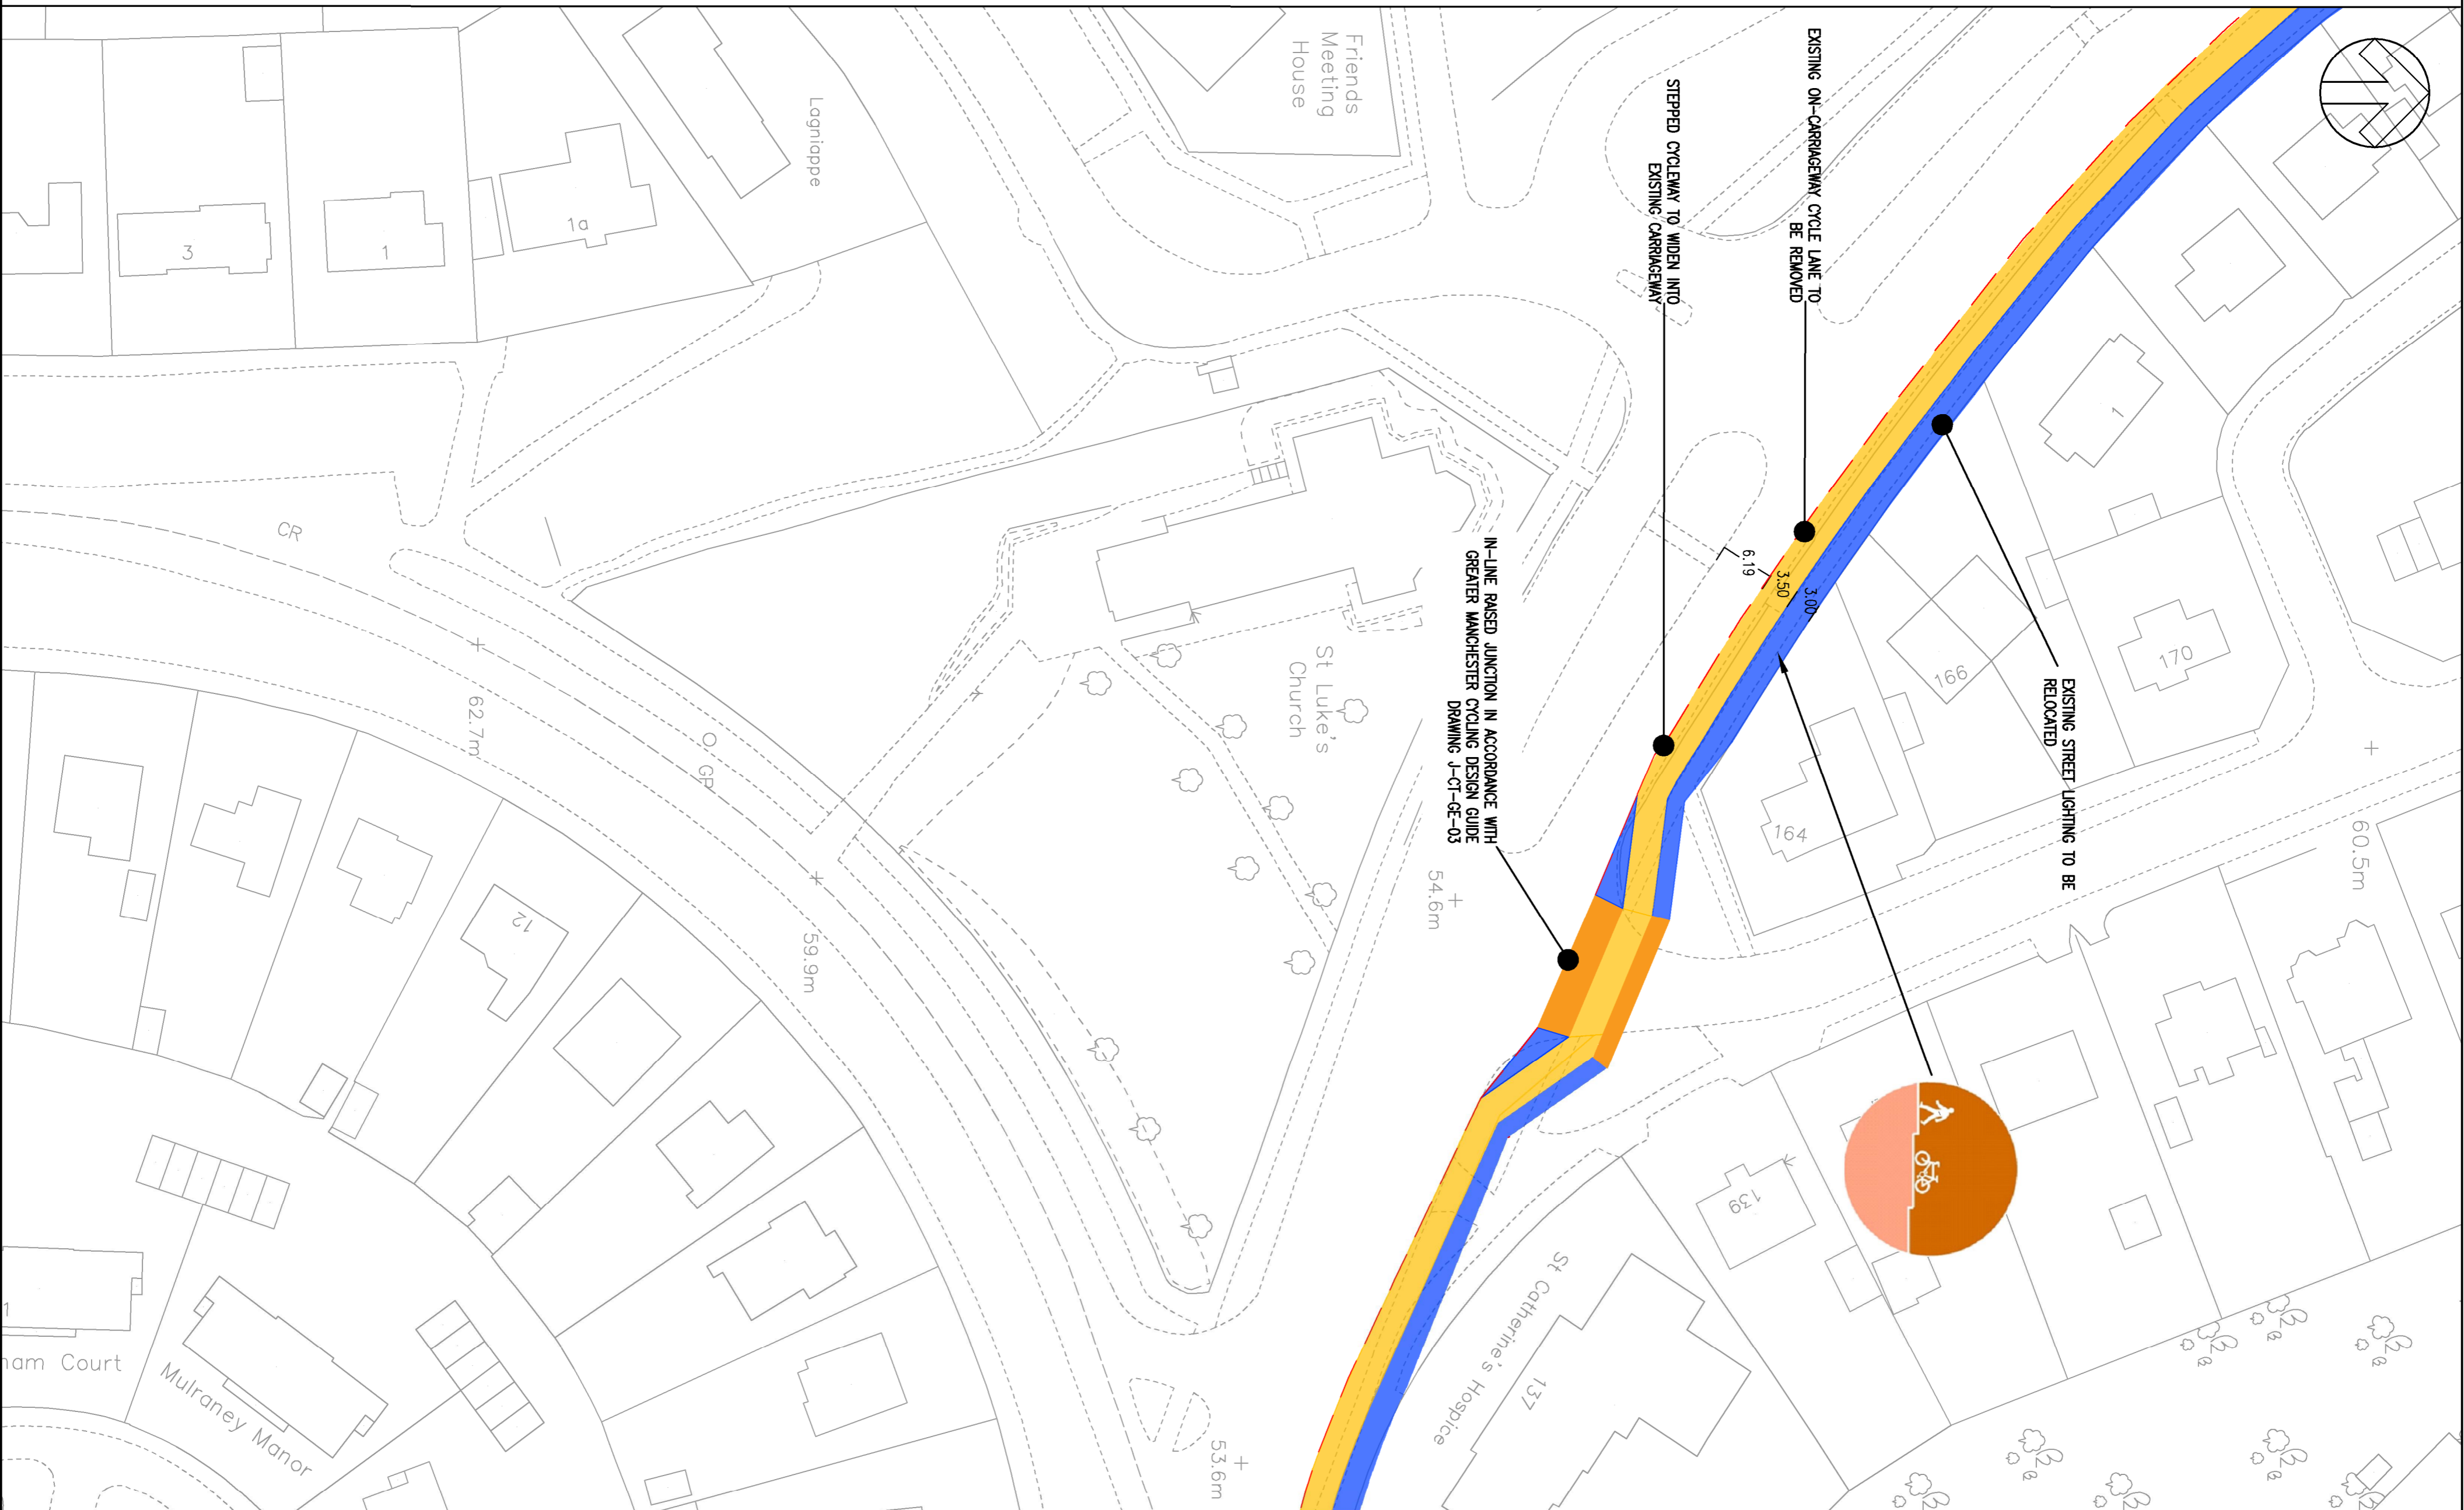 EXISTING ON-CARRIAGEWAY CYCLE LANE TO
BE REMOVED
STEPPED CYCLEWAY TO WIDEN INTO
EXISTING CARRIAGEWAY
EXISTING STREET LIGHTING TO BE
RELOCATED
IN-LINE RAISED JUNCTION IN ACCORDANCE WITH
GREATER MANCHESTER CYCLING DESIGN GUIDE
DRAWING J-CT-GE-03
3.00
3.50
6.19
Friends
Meeting
House
Lagniappe
1a
1
3
1
166
170
164
60.5m
CR
62.7m
GP
St Luke's
Church
54.6m
59.9m
12
139
St Catherine's Hospice
137
53.6m
1
ham Court
Mulraney Manor